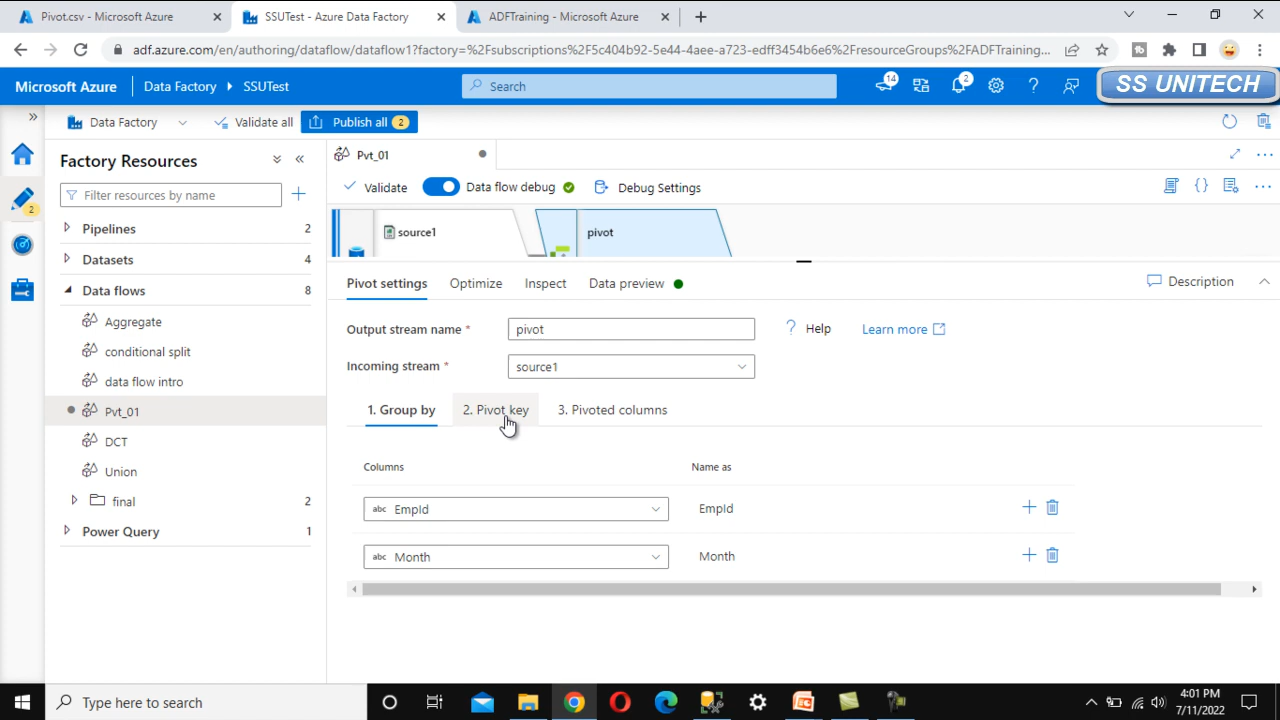 Pivot.csv - Microsoft Azure
SSUTest - Azure Data Factory
ADFTraining - Microsoft Azure
adf.azure.com/en/authoring/dataflow/dataflow1?factory=%2Fsubscriptions%2F5c404b92-5e44-4aee-a723-edff3454b6e6%2FresourceGroups%2FADFTraining...
Microsoft Azure
Data Factory
SSUTest
Search
14
2
SS UNITECH
Data Factory
Validate all
Publish all 2
Factory Resources
Filter resources by name
2
Pipelines 2
Datasets 4
Data flows 8
Aggregate
conditional split
data flow intro
Pvt_01
DCT
Union
final 2
Power Query 1
Pvt_01
Validate
Data flow debug
Debug Settings
source1
pivot
Pivot settings
Optimize
Inspect
Data preview
Description
Output stream name *
pivot
Help
Learn more
Incoming stream *
source1
1. Group by
2. Pivot key
3. Pivoted columns
Columns
Name as
abc EmpId
EmpId
abc Month
Month
Type here to search
4:01 PM
7/11/2022